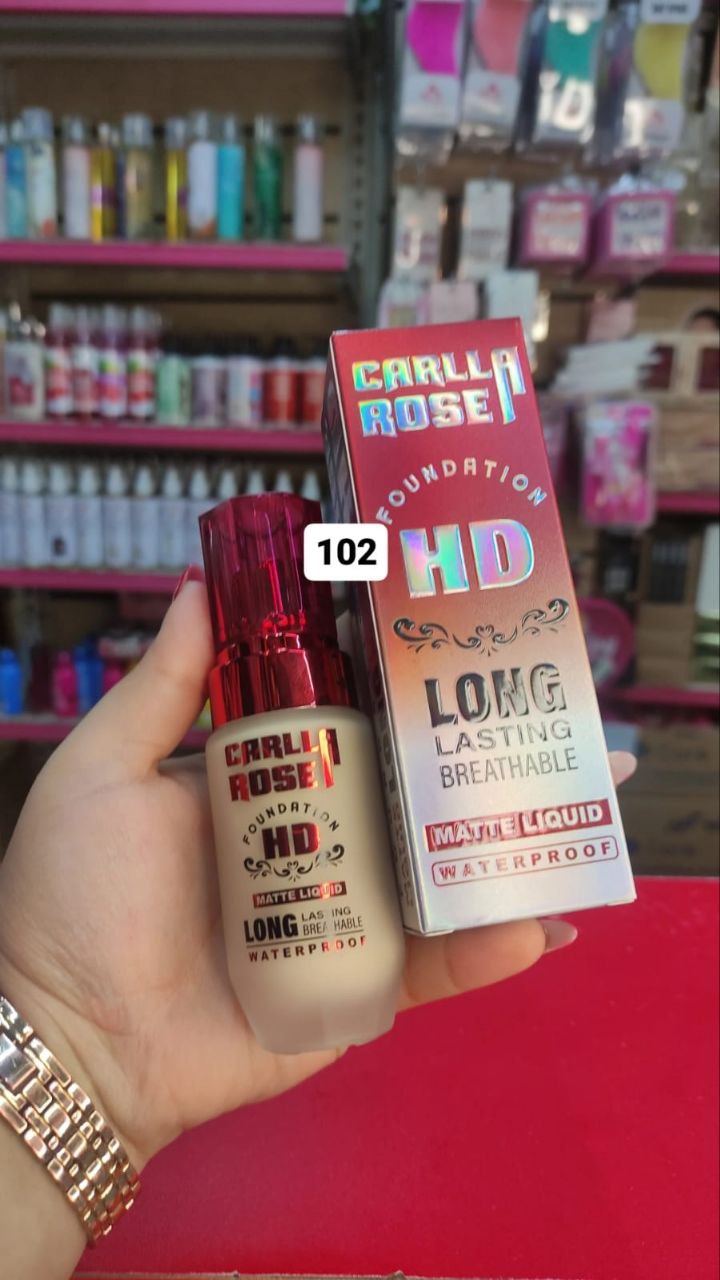 CARLLA
ROSE
FOUNDATION
HD
LONG
LASTING
BREATHABLE
MATTE LIQUID
WATERPROOF
102
CARLLA
ROSE
FOUNDATION
HD
MATTE LIQUID
LONG LASTING
BREATHABLE
WATERPROOF